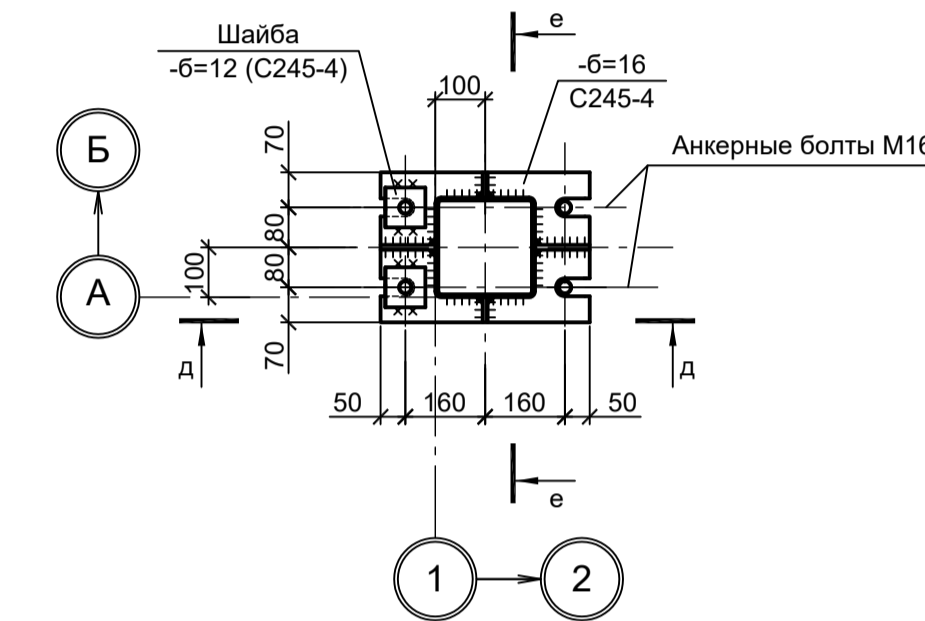 е
Шайба
-б=12 (С245-4)
-б=16
С245-4
100
Б
70
Анкерные болты М16
80
80
100
А
70
д
д
50
160
160
50
е
1
2